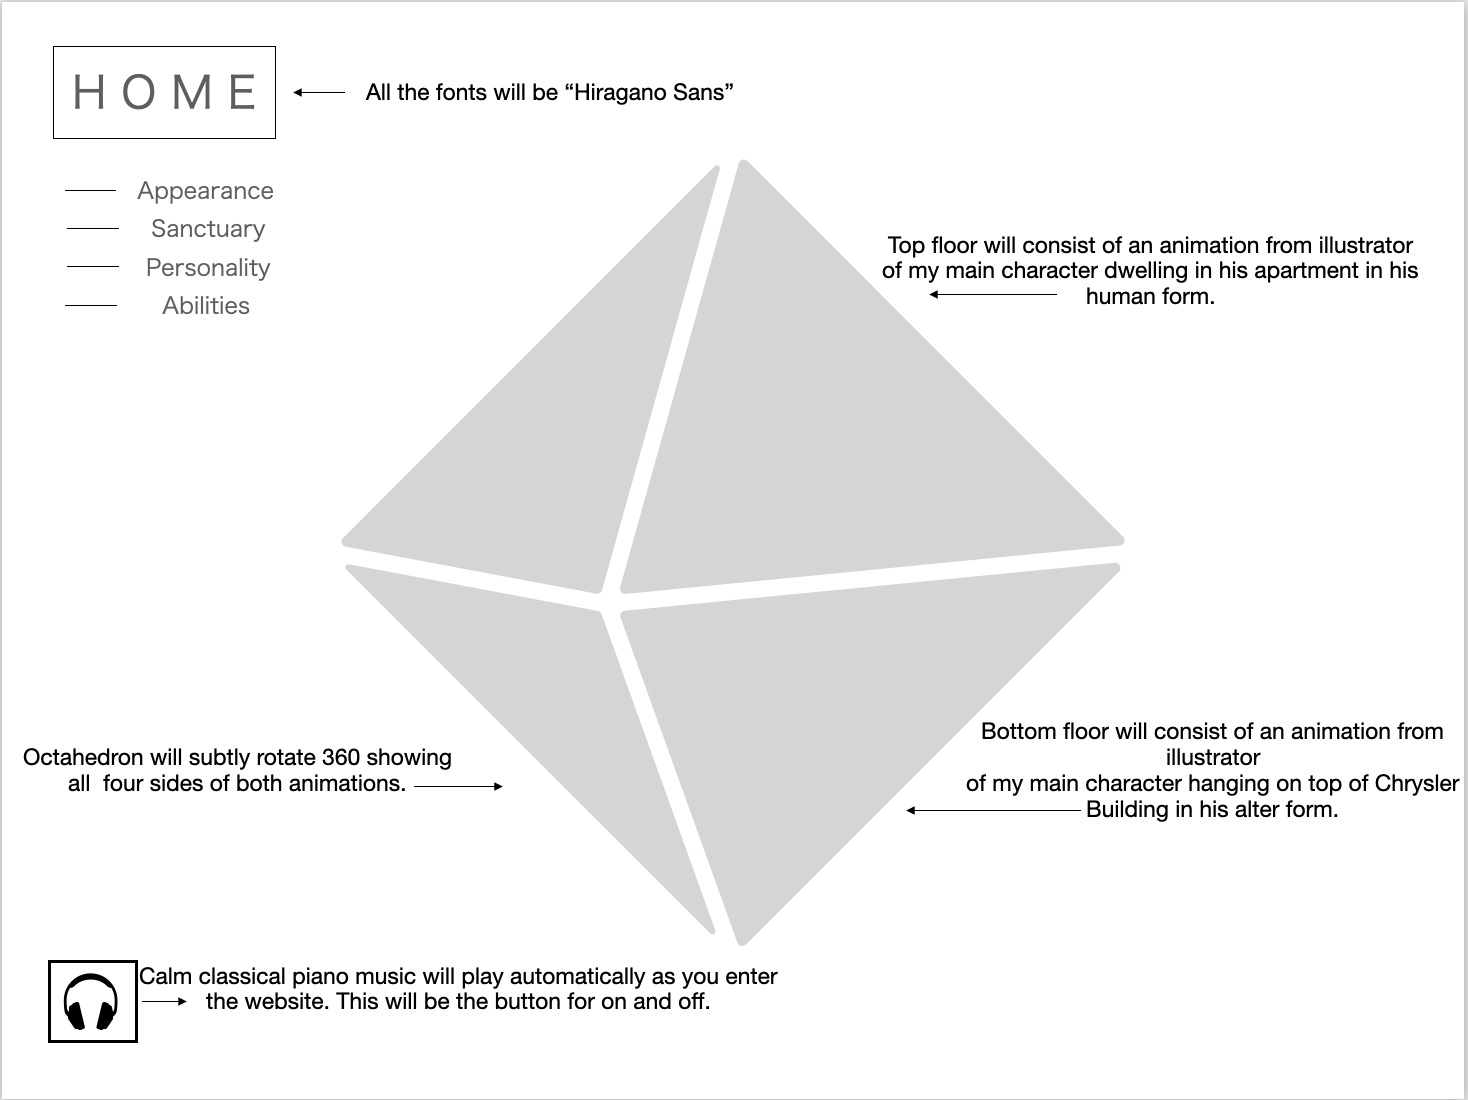 HOME
All the fonts will be “Hiragano Sans”
Appearance
Sanctuary
Personality
Abilities
Top floor will consist of an animation from illustrator
of my main character dwelling in his apartment in his
human form.
Octahedron will subtly rotate 360 showing
all  four sides of both animations.
Bottom floor will consist of an animation from
illustrator
of my main character hanging on top of Chrysler
Building in his alter form.
Calm classical piano music will play automatically as you enter
the website. This will be the button for on and off.